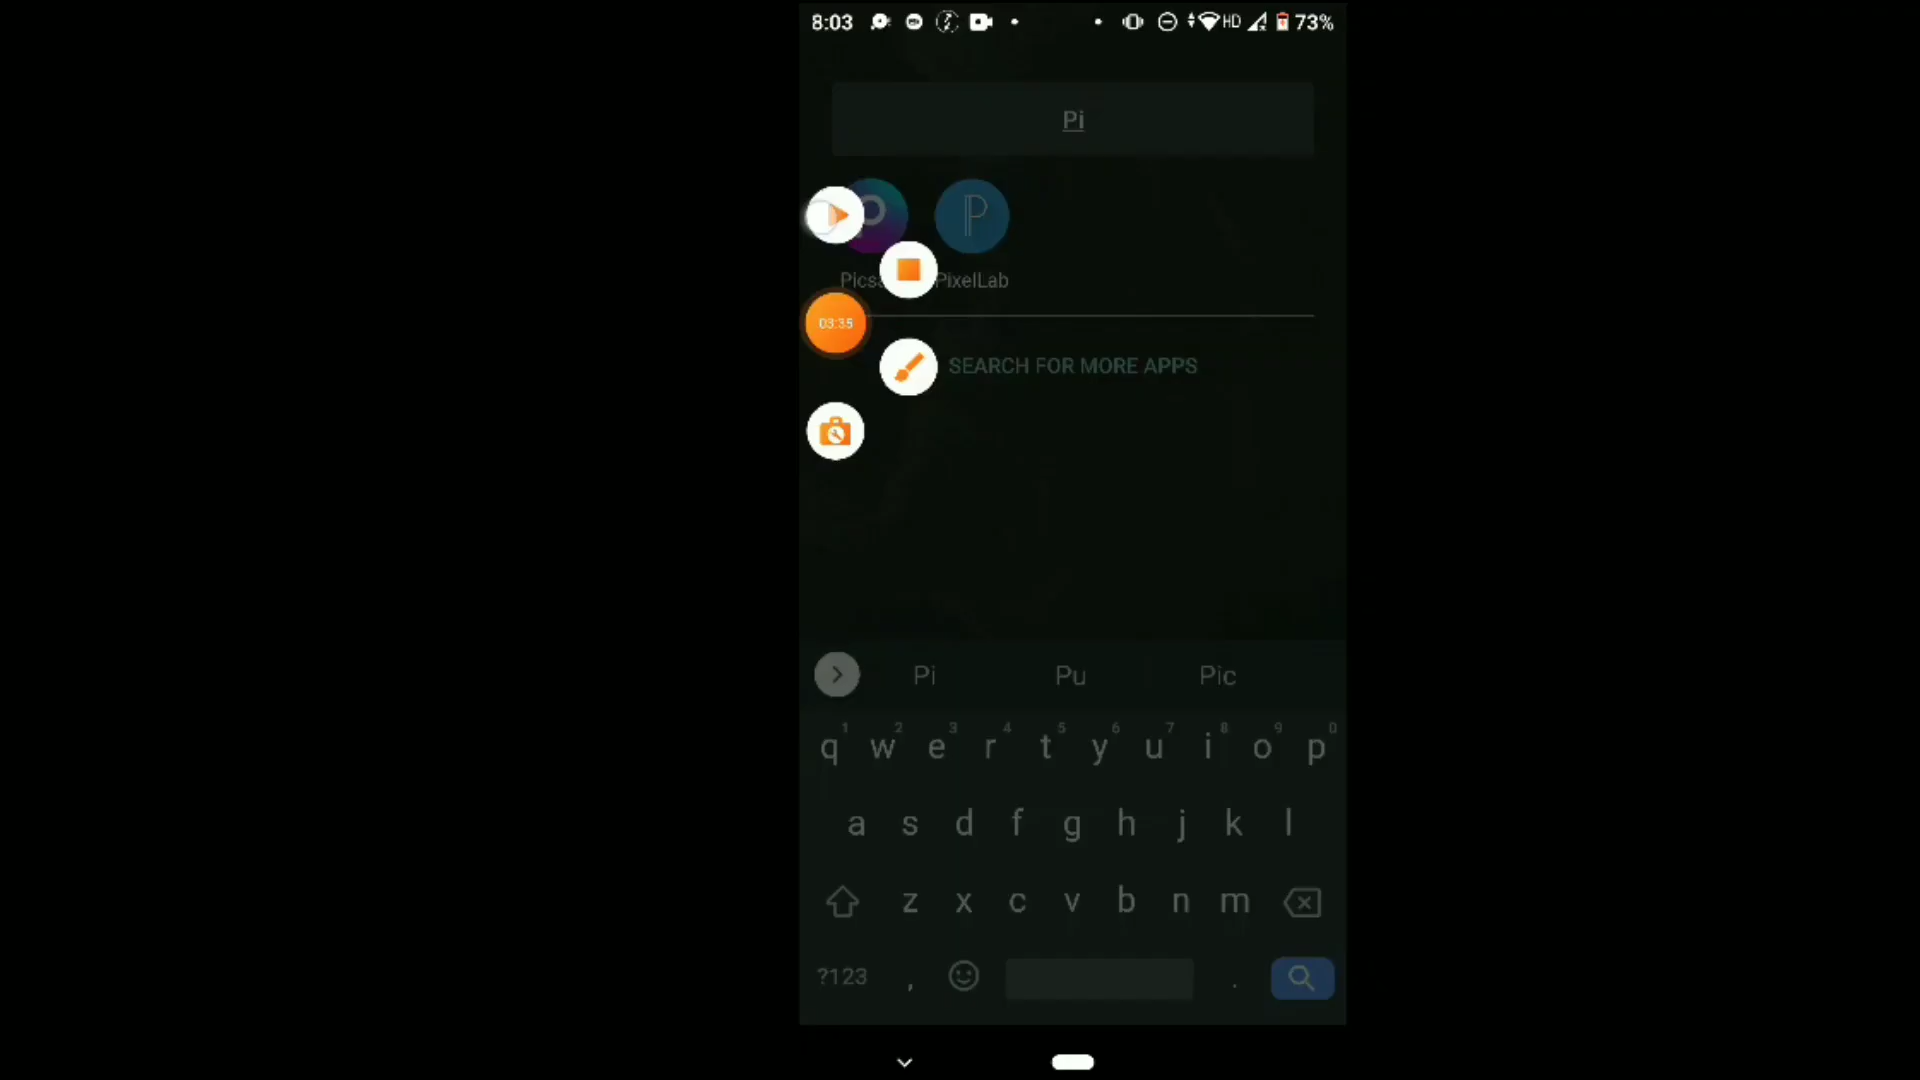 8:03 HD 73%
Pi
Pics PixelLab
03:35
SEARCH FOR MORE APPS
Pi Pu Pic
1 2 3 4 5 6 7 8 9 0
q w e r t y u i o p
a s d f g h j k l
z x c v b n m
?123 , .